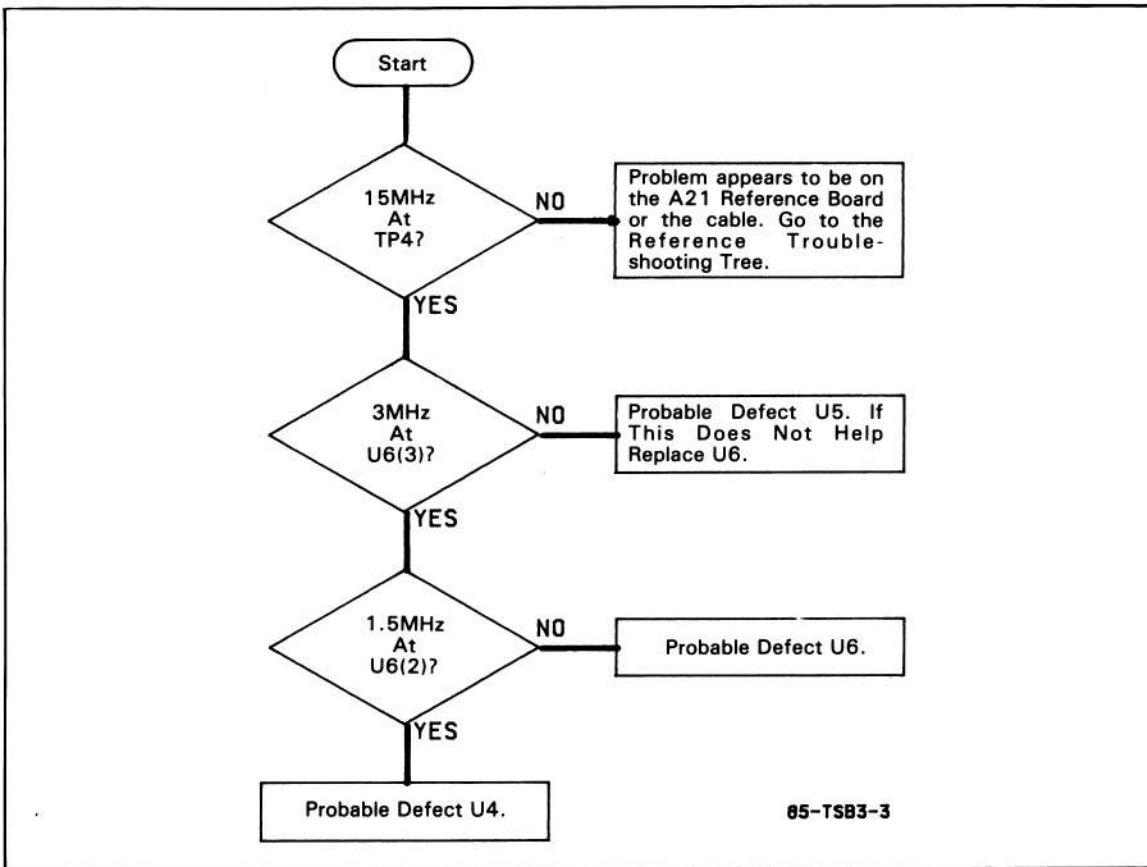 Start
15MHz
At
TP4?
NO
Problem appears to be on
the A21 Reference Board
or the cable. Go to the
Reference Trouble-
shooting Tree.
YES
3MHz
At
U6(3)?
NO
Probable Defect U5. If
This Does Not Help
Replace U6.
YES
1.5MHz
At
U6(2)?
NO
Probable Defect U6.
YES
Probable Defect U4.
85-TSB3-3